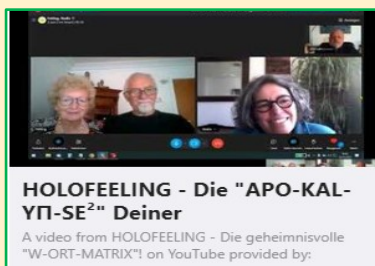 HOLOFEELING - Die "APO-KAL-
YΠ-SE²" Deiner
A video from HOLOFEELING - Die geheimnisvolle
"W-ORT-MATRIX"! on YouTube provided by: